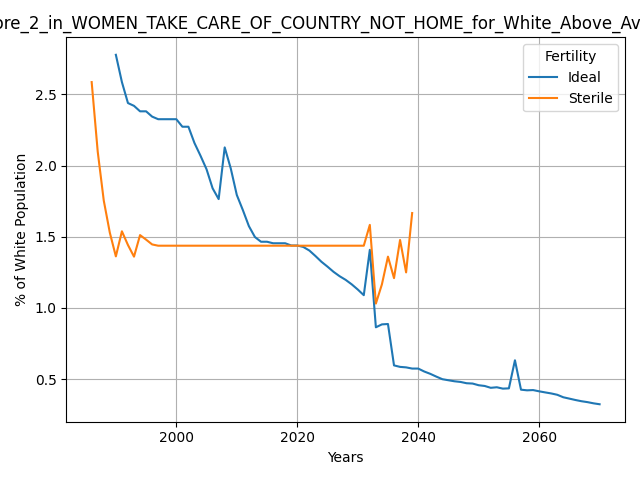 ore_2_in_WOMEN_TAKE_CARE_OF_COUNTRY_NOT_HOME_for_White_Above_Av
Fertility
Ideal
Sterile
% of White Population
2.5
2.0
1.5
1.0
0.5
2000
2020
2040
2060
Years